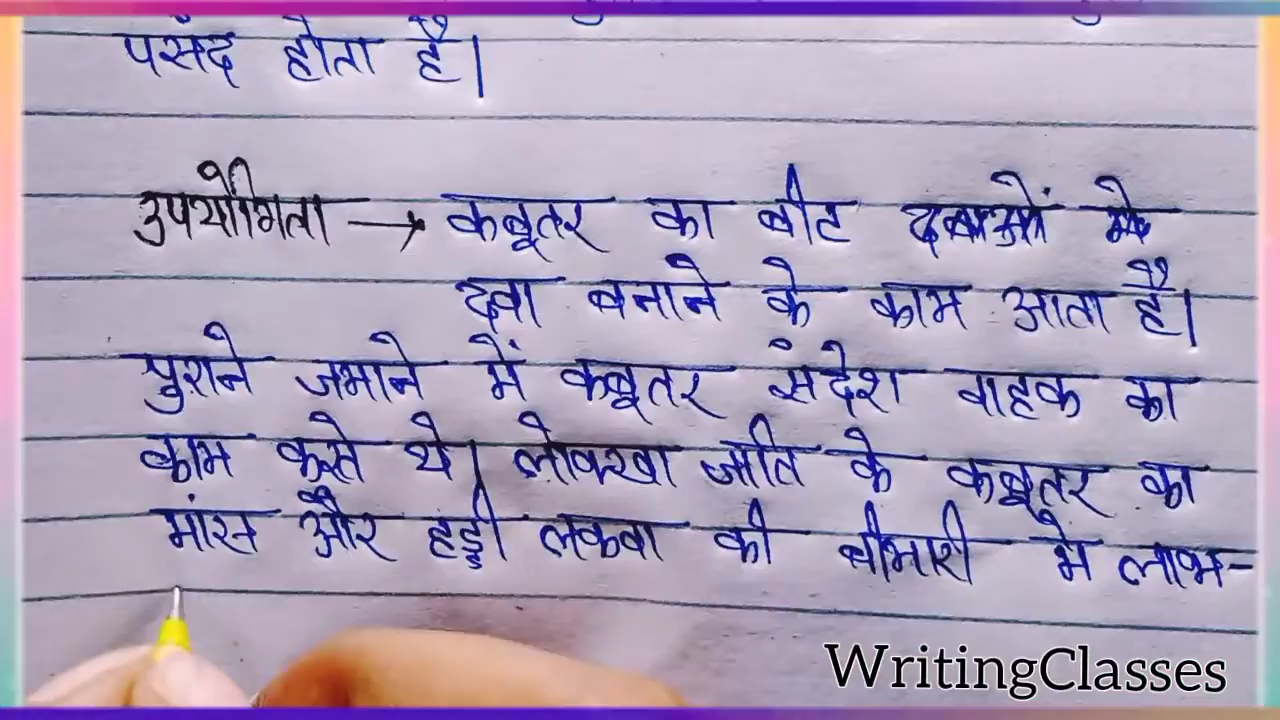 पसंद होता है।
उपयोगिता → कबूतर का बीट दवाओं मे
दवा बनाने के काम आता है।
पुराने जमाने में कबूतर संदेश वाहक का
काम करते थे। लोक्खा जाति के कबूतर का
मांस और हड्डी लकवा की बीमारी में लाभ-
WritingClasses